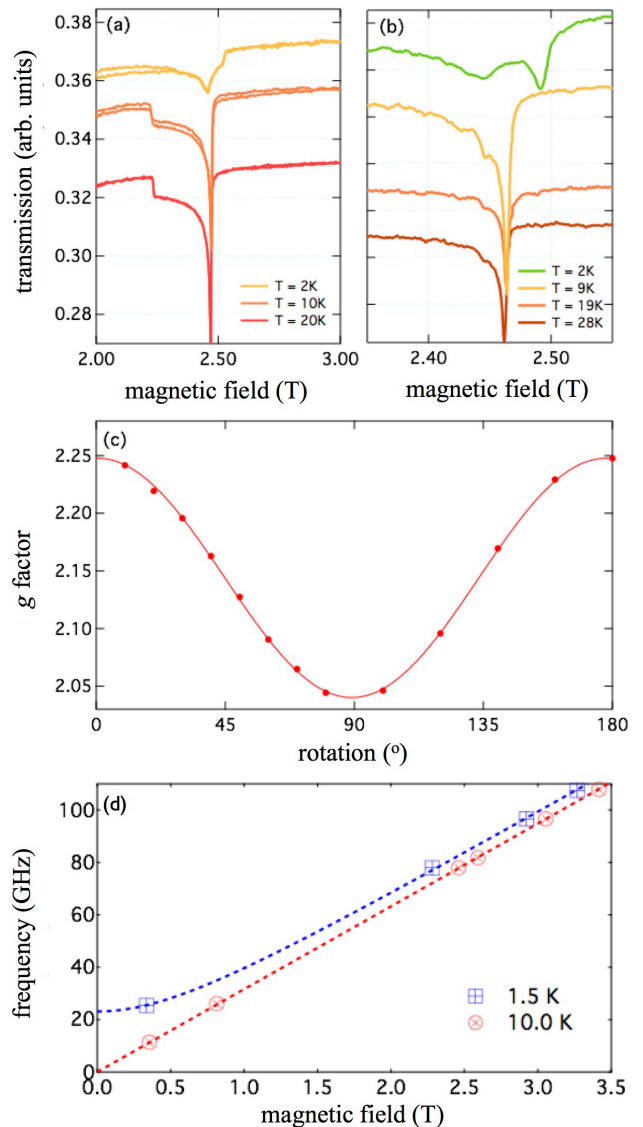 (a)
0.38
0.36
0.34
0.32
0.30
0.28
transmission (arb. units)
T = 2K
T = 10K
T = 20K
2.00
2.50
3.00
magnetic field (T)
(b)
T = 2K
T = 9K
T = 19K
T = 28K
2.40
2.50
magnetic field (T)
(c)
2.25
2.20
2.15
2.10
2.05
g factor
0
45
90
135
180
rotation (°)
(d)
100
80
60
40
20
0
frequency (GHz)
1.5 K
10.0 K
0.0
0.5
1.0
1.5
2.0
2.5
3.0
3.5
magnetic field (T)